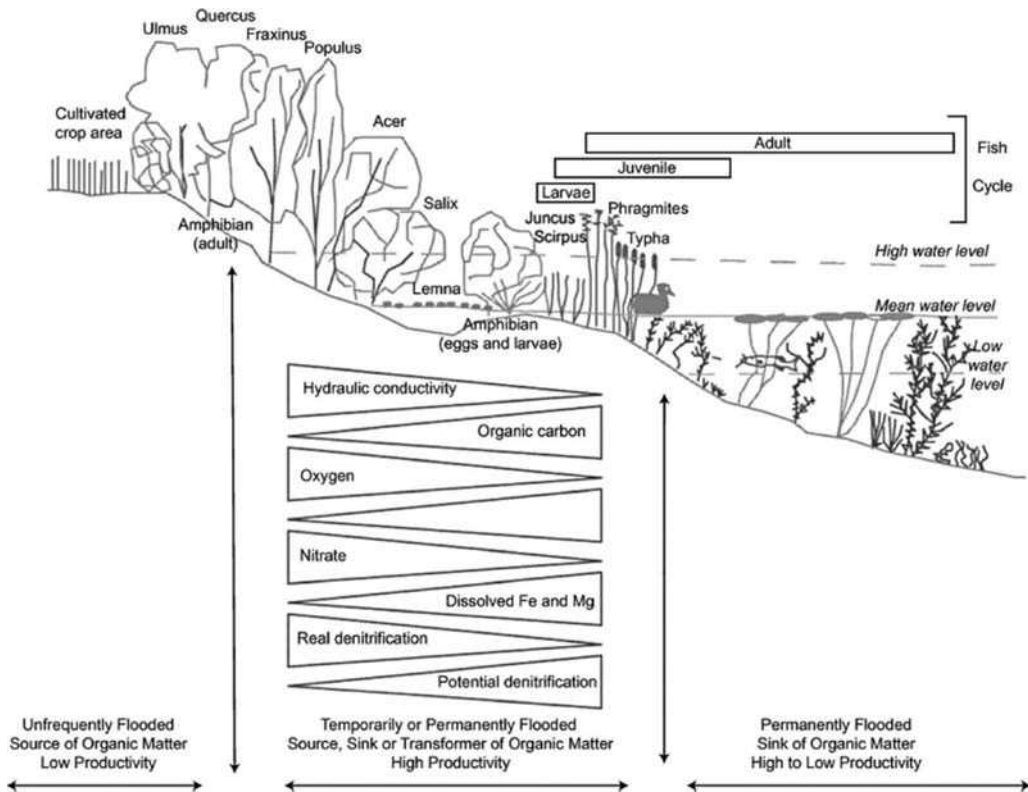 Quercus
Ulmus
Fraxinus
Populus
Cultivated
crop area
Acer
Adult
Fish
Juvenile
Cycle
Larvae
Salix
Phragmites
Juncus
Scirpus
Amphibian
(adult)
Typha
High water level
Lemna
Mean water level
Amphibian
(eggs and larvae)
Low
water
level
Hydraulic conductivity
Organic carbon
Oxygen
Nitrate
Dissolved Fe and Mg
Real denitrification
Potential denitrification
Unfrequently Flooded
Source of Organic Matter
Low Productivity
Temporarily or Permanently Flooded
Source, Sink or Transformer of Organic Matter
High Productivity
Permanently Flooded
Sink of Organic Matter
High to Low Productivity